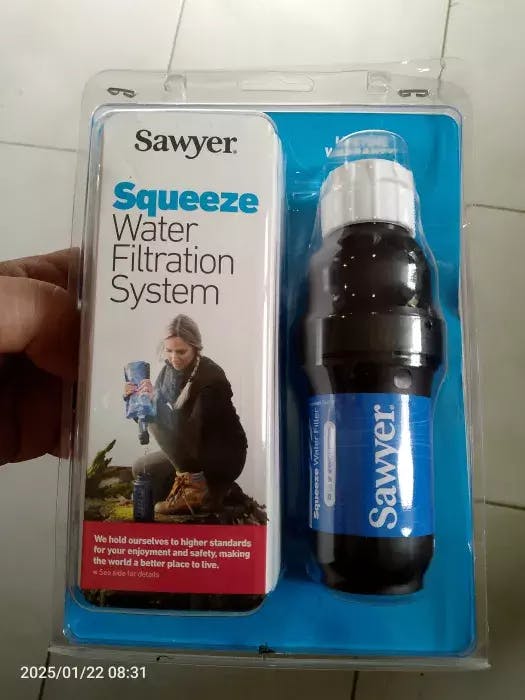 Sawyer®
Squeeze
Water
Filtration
System
Squeeze Water Filter
Sawyer
We hold ourselves to higher standards
for your enjoyment and safety, making
the world a better place to live.
See side for details
2025/01/22 08:31